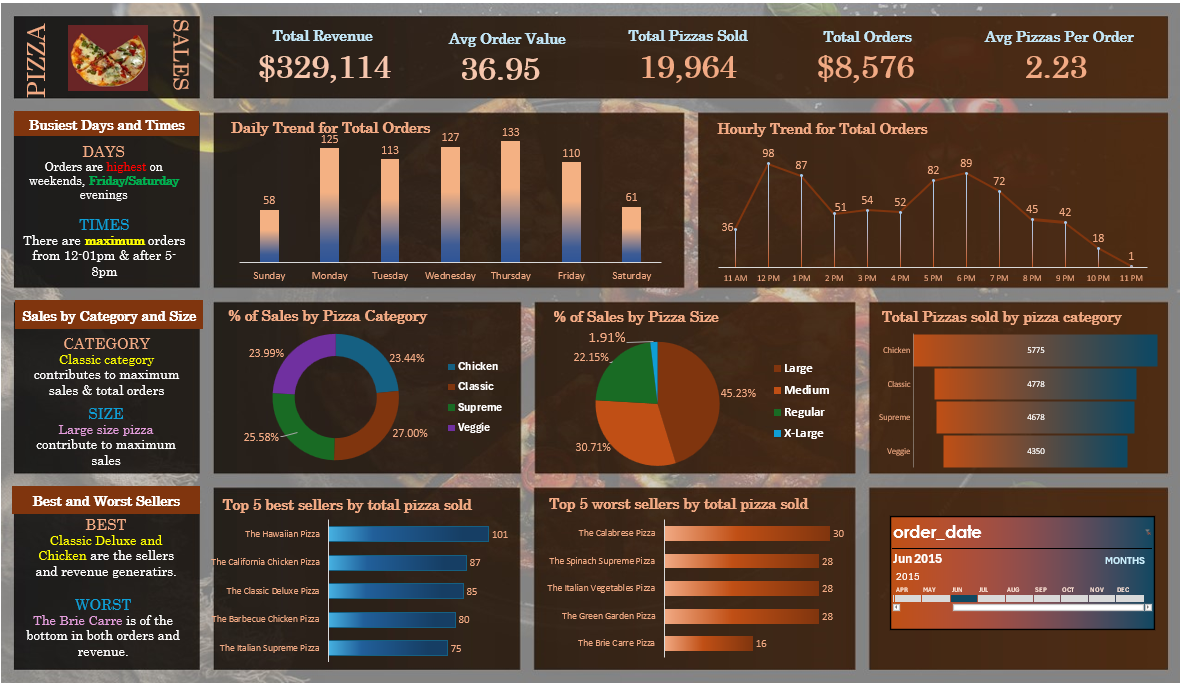 PIZZA
SALES
Total Revenue
$329,114
Avg Order Value
36.95
Total Pizzas Sold
19,964
Total Orders
$8,576
Avg Pizzas Per Order
2.23
Busiest Days and Times
DAYS
Orders are highest on
weekends, Friday/Saturday
evenings
TIMES
There are maximum orders
from 12-01pm & after 5-
8pm
Daily Trend for Total Orders
58
125
113
127
133
110
61
Sunday
Monday
Tuesday
Wednesday
Thursday
Friday
Saturday
Hourly Trend for Total Orders
36
98
87
51
54
52
82
89
72
45
42
18
1
11 AM
12 PM
1 PM
2 PM
3 PM
4 PM
5 PM
6 PM
7 PM
8 PM
9 PM
10 PM
11 PM
Sales by Category and Size
CATEGORY
Classic category
contributes to maximum
sales & total orders
SIZE
Large size pizza
contribute to maximum
sales
% of Sales by Pizza Category
23.99%
23.44%
25.58%
27.00%
Chicken
Classic
Supreme
Veggie
% of Sales by Pizza Size
1.91%
22.15%
45.23%
30.71%
Large
Medium
Regular
X-Large
Total Pizzas sold by pizza category
Chicken 5775
Classic 4778
Supreme 4678
Veggie 4350
Best and Worst Sellers
BEST
Classic Deluxe and
Chicken are the sellers
and revenue generatirs.
WORST
The Brie Carre is of the
bottom in both orders and
revenue.
Top 5 best sellers by total pizza sold
The Hawaiian Pizza 101
The California Chicken Pizza 87
The Classic Deluxe Pizza 85
The Barbecue Chicken Pizza 80
The Italian Supreme Pizza 75
Top 5 worst sellers by total pizza sold
The Calabrese Pizza 30
The Spinach Supreme Pizza 28
The Italian Vegetables Pizza 28
The Green Garden Pizza 28
The Brie Carre Pizza 16
order_date
Jun 2015
MONTHS
2015
APR MAY JUN JUL AUG SEP OCT NOV DEC